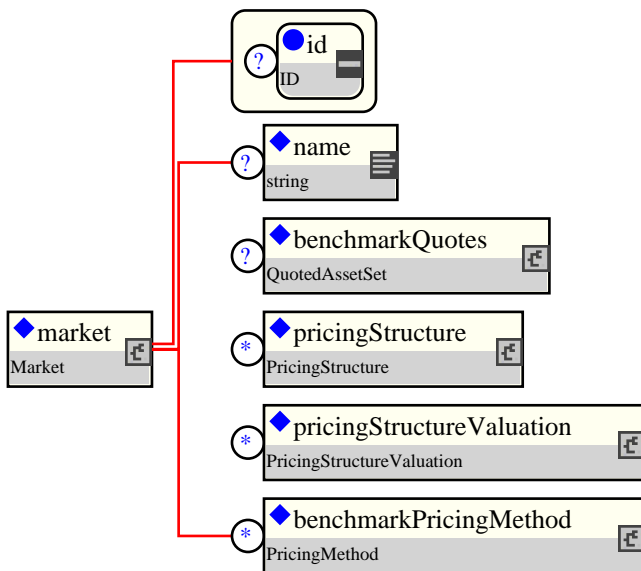 id
?
ID
name
?
string
benchmarkQuotes
?
QuotedAssetSet
market
Market
pricingStructure
*
PricingStructure
pricingStructureValuation
*
PricingStructureValuation
benchmarkPricingMethod
*
PricingMethod